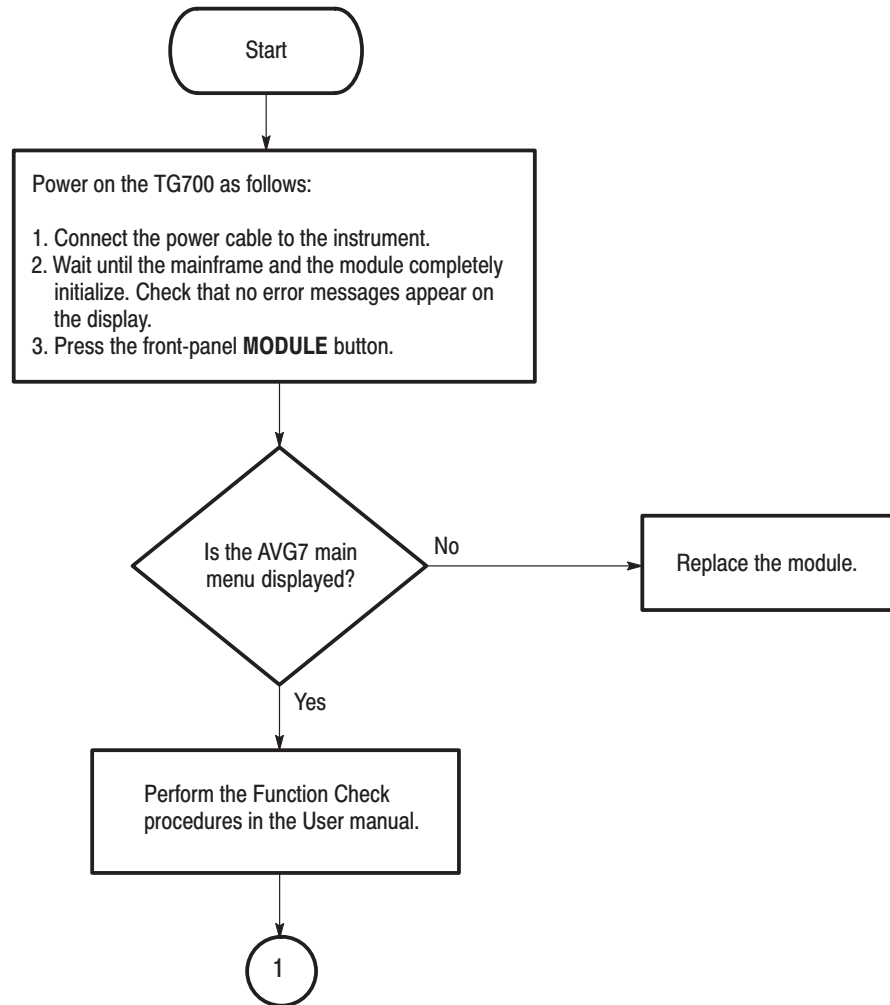 Start
Power on the TG700 as follows:
1. Connect the power cable to the instrument.
2. Wait until the mainframe and the module completely
initialize. Check that no error messages appear on
the display.
3. Press the front-panel MODULE button.
Is the AVG7 main
menu displayed?
No
Replace the module.
Yes
Perform the Function Check
procedures in the User manual.
1